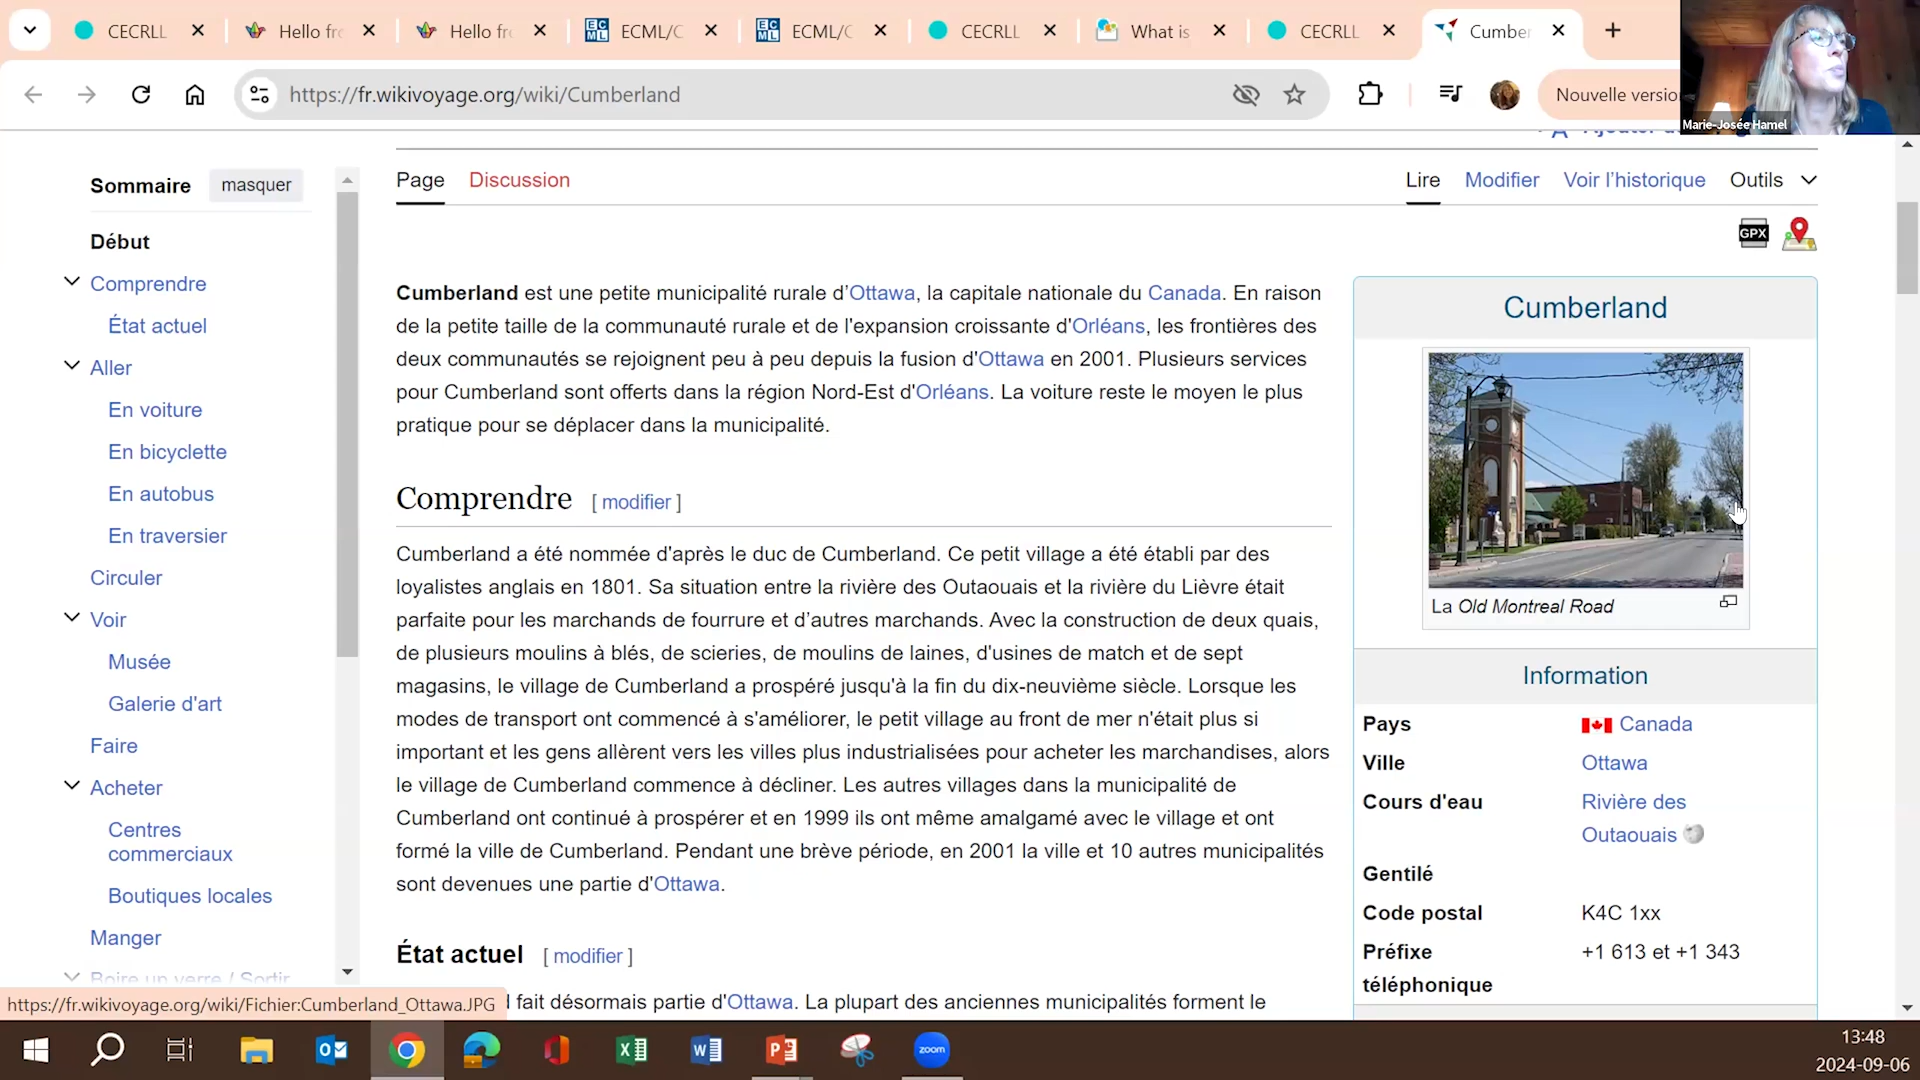 CECRLL
Hello fr
Hello fr
ECML/C
ECML/C
CECRLL
What is
CECRLL
Cumber
https://fr.wikivoyage.org/wiki/Cumberland
Nouvelle versio
Marie-Josée Hamel
Sommaire masquer
Début
Comprendre
État actuel
Aller
En voiture
En bicyclette
En autobus
En traversier
Circuler
Voir
Musée
Galerie d'art
Faire
Acheter
Centres
commerciaux
Boutiques locales
Manger
Boire un verre / Sortir
Page Discussion Lire Modifier Voir l'historique Outils
GPX
Cumberland est une petite municipalité rurale d'Ottawa, la capitale nationale du Canada. En raison
de la petite taille de la communauté rurale et de l'expansion croissante d'Orléans, les frontières des
deux communautés se rejoignent peu à peu depuis la fusion d'Ottawa en 2001. Plusieurs services
pour Cumberland sont offerts dans la région Nord-Est d'Orléans. La voiture reste le moyen le plus
pratique pour se déplacer dans la municipalité.
Comprendre [ modifier ]
Cumberland a été nommée d'après le duc de Cumberland. Ce petit village a été établi par des
loyalistes anglais en 1801. Sa situation entre la rivière des Outaouais et la rivière du Lièvre était
parfaite pour les marchands de fourrure et d'autres marchands. Avec la construction de deux quais,
de plusieurs moulins à blés, de scieries, de moulins de laines, d'usines de match et de sept
magasins, le village de Cumberland a prospéré jusqu'à la fin du dix-neuvième siècle. Lorsque les
modes de transport ont commencé à s'améliorer, le petit village au front de mer n'était plus si
important et les gens allèrent vers les villes plus industrialisées pour acheter les marchandises, alors
le village de Cumberland commence à décliner. Les autres villages dans la municipalité de
Cumberland ont continué à prospérer et en 1999 ils ont même amalgamé avec le village et ont
formé la ville de Cumberland. Pendant une brève période, en 2001 la ville et 10 autres municipalités
sont devenues une partie d'Ottawa.
État actuel [ modifier ]
fait désormais partie d'Ottawa. La plupart des anciennes municipalités forment le
Cumberland
La Old Montreal Road
Information
Pays Canada
Ville Ottawa
Cours d'eau Rivière des
Outaouais
Gentilé
Code postal K4C 1xx
Préfixe +1 613 et +1 343
téléphonique
https://fr.wikivoyage.org/wiki/Fichier:Cumberland_Ottawa.JPG
zoom
13:48
2024-09-06